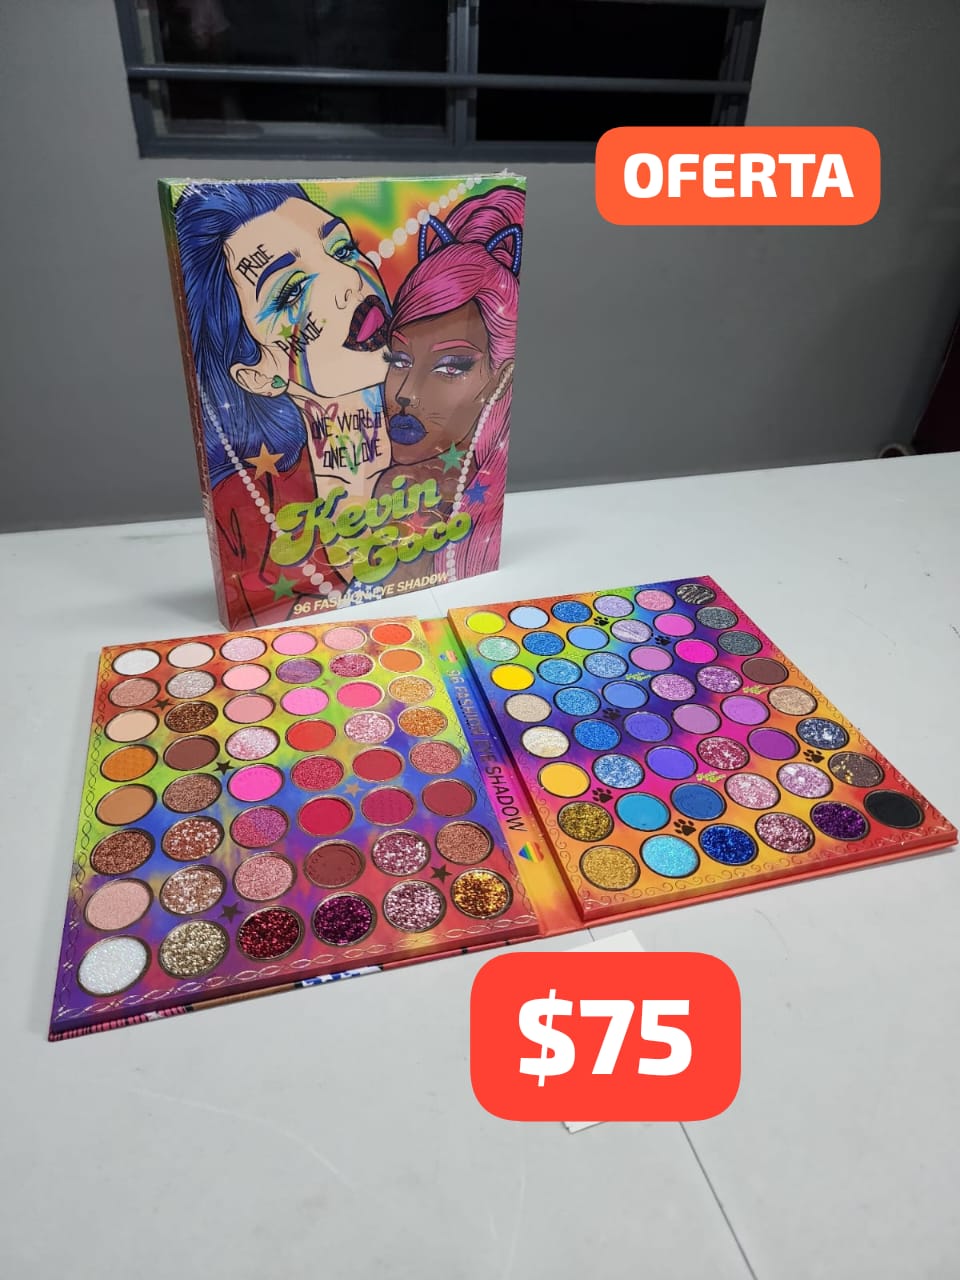 OFERTA
PRIDE
PARADE
ONE WORLD
ONE LOVE
Kevin
Coco
96 FASHION EYE SHADOW
96 FASHION EYE SHADOW
$75